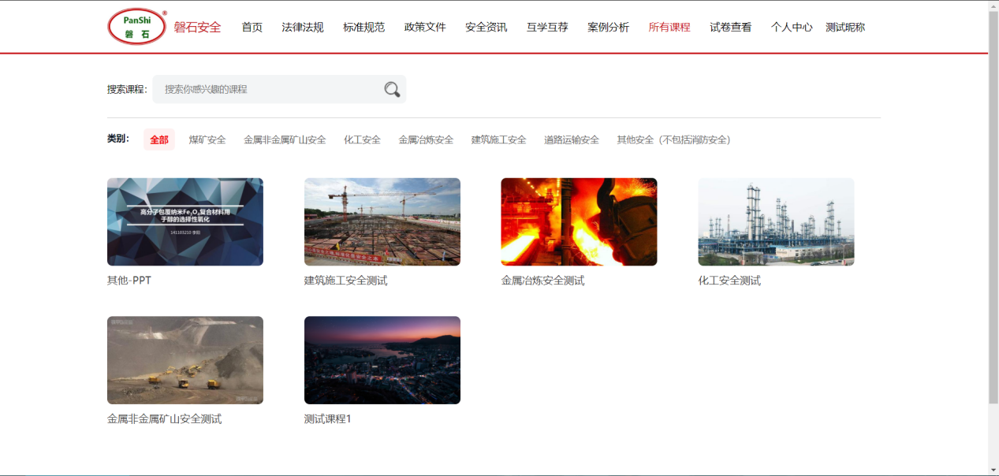 PanShi
®
磐 石
磐石安全 首页 法律法规 标准规范 政策文件 安全资讯 互学互荐 案例分析 所有课程 试卷查看 个人中心 测试昵称
搜索课程： 搜索你感兴趣的课程
类别： 全部 煤矿安全 金属非金属矿山安全 化工安全 金属冶炼安全 建筑施工安全 道路运输安全 其他安全（不包括消防安全）
高分子包覆纳米Fe₃O₄复合材料用
于醇的选择性氧化
其他-PPT 建筑施工安全测试 金属冶炼安全测试 化工安全测试
金属非金属矿山安全测试 测试课程1